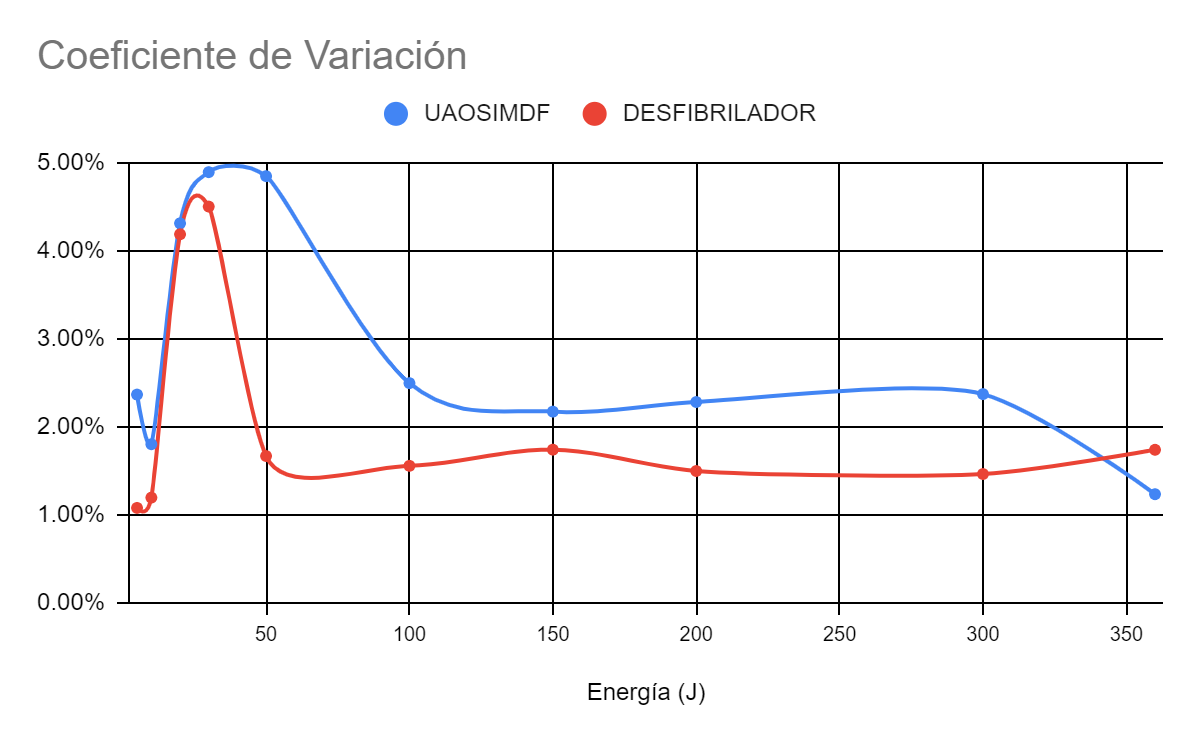 Coeficiente de Variación
UAOSIMDF DESFIBRILADOR
5.00%
4.00%
3.00%
2.00%
1.00%
0.00%
50 100 150 200 250 300 350
Energía (J)